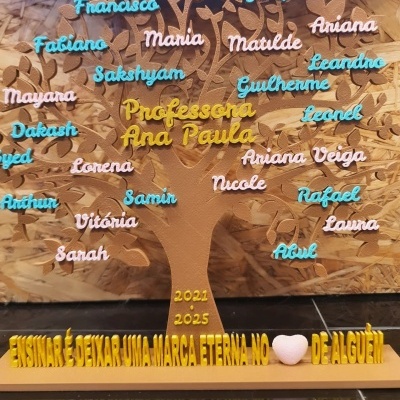 Francisco
Ariana
Fabiano Maria Matilde
Leandro
Sakshyam
Guilherme
Mayara
Professora
Leonel
Dakash
Ana Paula
Lorena Ariana Veiga
Nicole
Arthur Samir Rafael
Vitória Laura
Sarah Abul
2021
-
2025
ENSINAR É DEIXAR UMA MARCA ETERNA NO DE ALGUÉM